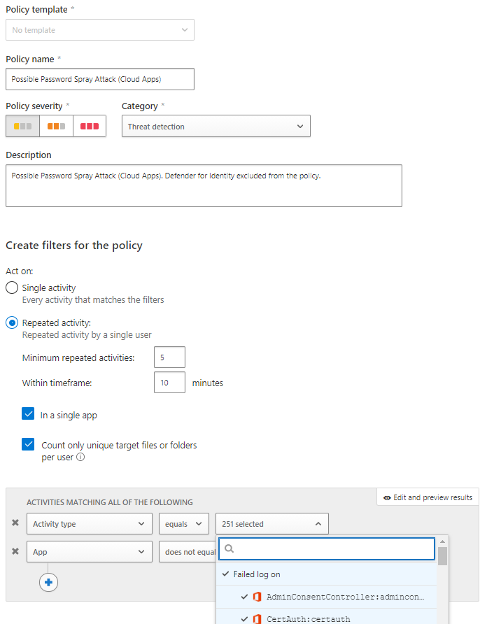 Policy template *
No template
Policy name *
Possible Password Spray Attack (Cloud Apps)
Policy severity * Category *
Threat detection
Description
Possible Password Spray Attack (Cloud Apps). Defender for Identity excluded from the policy.
Create filters for the policy
Act on:
Single activity
Every activity that matches the filters
Repeated activity:
Repeated activity by a single user
Minimum repeated activities: 5
Within timeframe: 10 minutes
In a single app
Count only unique target files or folders
per user
ACTIVITIES MATCHING ALL OF THE FOLLOWING Edit and preview results
Activity type equals 251 selected
App does not equal
Failed log on
AdminConsentController:admincon...
CertAuth:certauth